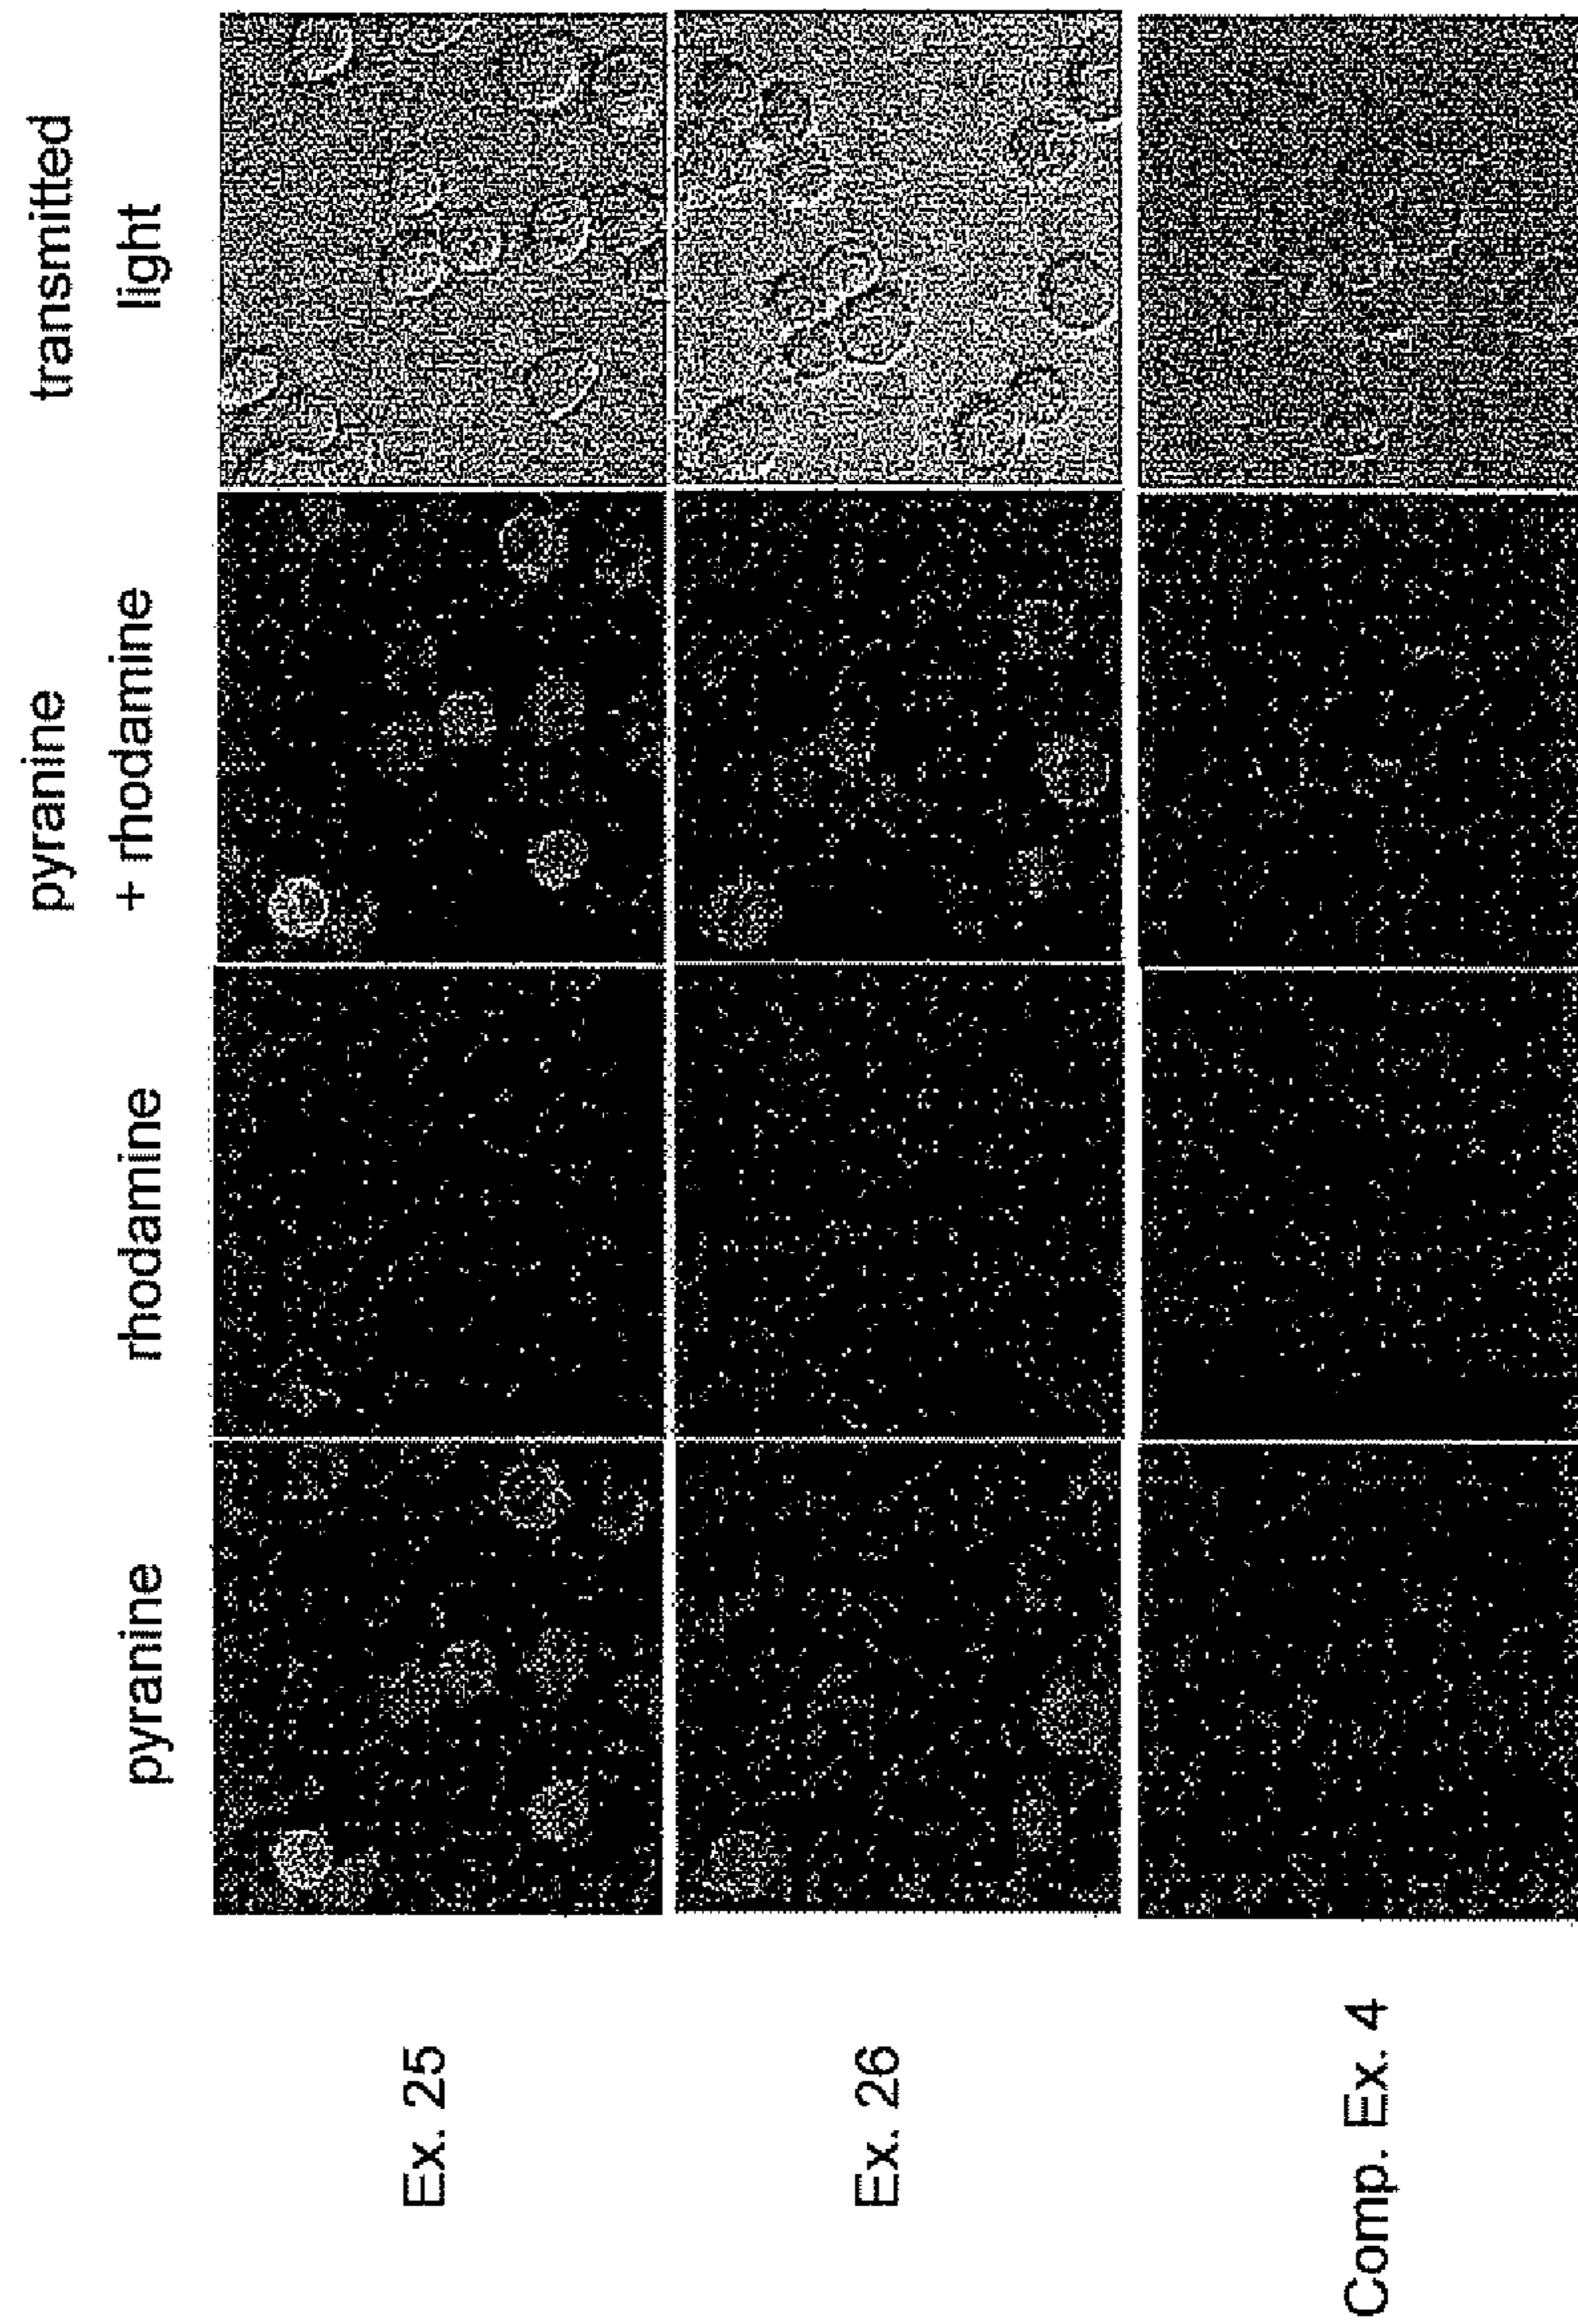 pyranine
rhodamine
pyranine
+ rhodamine
transmitted
light
Ex. 25
Ex. 26
Comp. Ex. 4